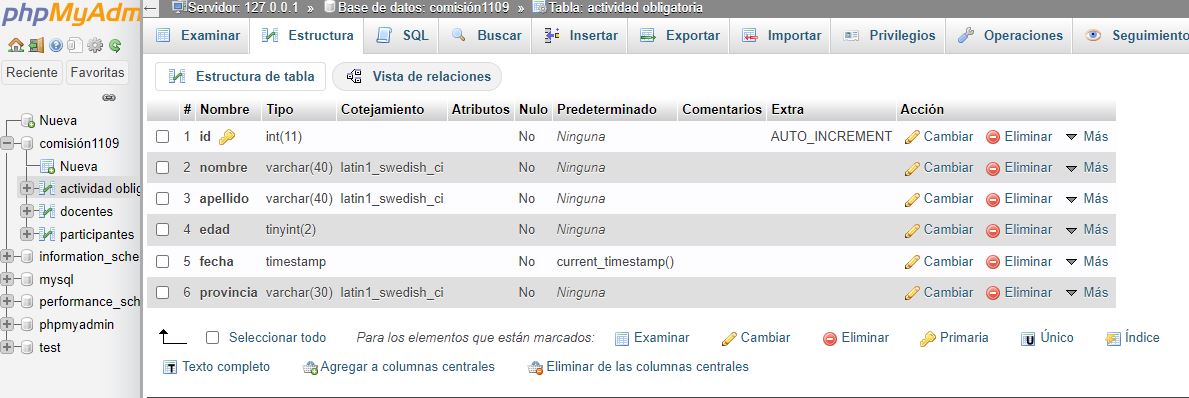 phpMyAdm
Servidor: 127.0.0.1 » Base de datos: comisión1109 » Tabla: actividad obligatoria
Examinar Estructura SQL Buscar Insertar Exportar Importar Privilegios Operaciones Seguimiento
Reciente Favoritas
Estructura de tabla Vista de relaciones
Nueva
comisión1109
Nueva
actividad oblig
docentes
participantes
information_sche
mysql
performance_sch
phpmyadmin
test
# Nombre Tipo Cotejamiento Atributos Nulo Predeterminado Comentarios Extra Acción
1 id int(11) No Ninguna AUTO_INCREMENT Cambiar Eliminar Más
2 nombre varchar(40) latin1_swedish_ci No Ninguna Cambiar Eliminar Más
3 apellido varchar(40) latin1_swedish_ci No Ninguna Cambiar Eliminar Más
4 edad tinyint(2) No Ninguna Cambiar Eliminar Más
5 fecha timestamp No current_timestamp() Cambiar Eliminar Más
6 provincia varchar(30) latin1_swedish_ci No Ninguna Cambiar Eliminar Más
Seleccionar todo Para los elementos que están marcados: Examinar Cambiar Eliminar Primaria Único Índice
Texto completo Agregar a columnas centrales Eliminar de las columnas centrales